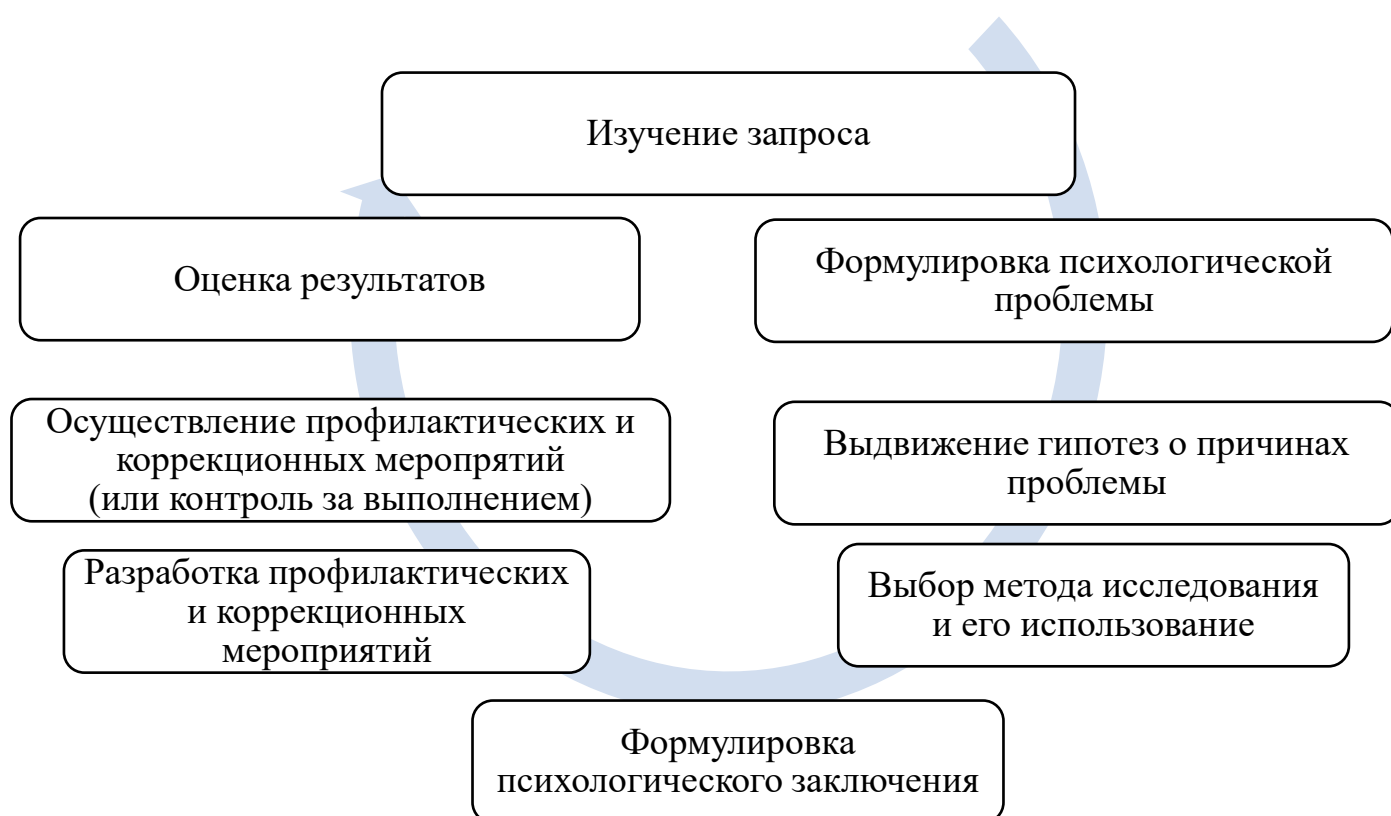 Изучение запроса
Формулировка психологической
проблемы
Выдвижение гипотез о причинах
проблемы
Выбор метода исследования
и его использование
Формулировка
психологического заключения
Разработка профилактических
и коррекционных
мероприятий
Осуществление профилактических и
коррекционных меропрятий
(или контроль за выполнением)
Оценка результатов